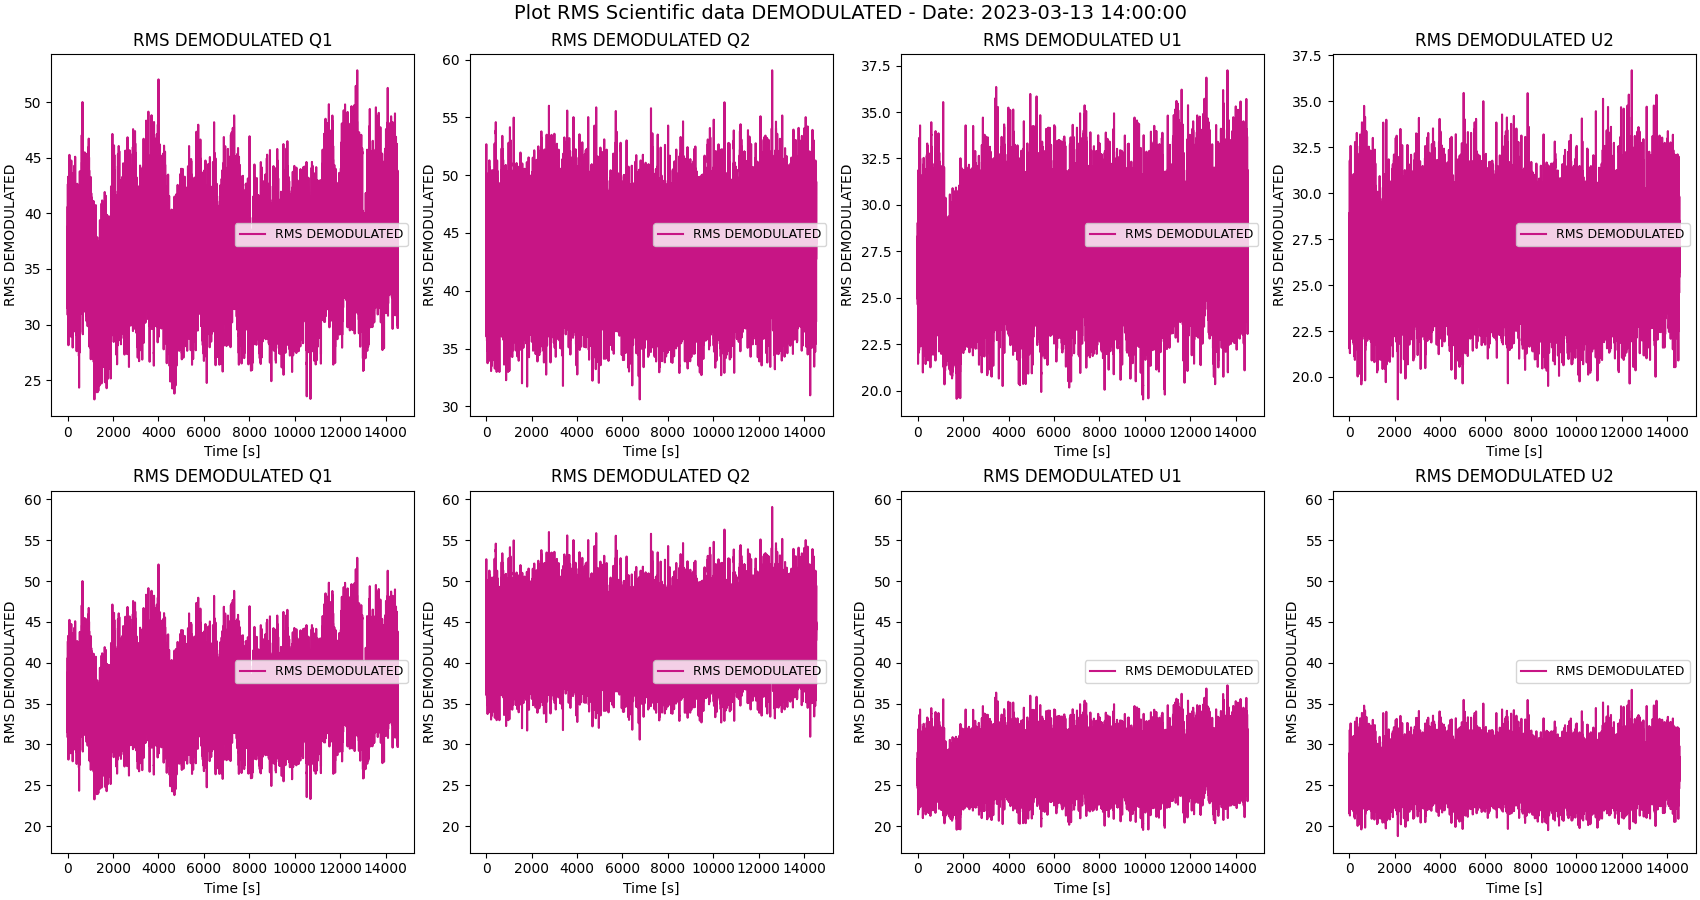 Plot RMS Scientific data DEMODULATED - Date: 2023-03-13 14:00:00
RMS DEMODULATED Q1
RMS DEMODULATED
50
45
40
35
30
25
RMS DEMODULATED
0 2000 4000 6000 8000 10000 12000 14000
Time [s]
RMS DEMODULATED Q2
RMS DEMODULATED
60
55
50
45
40
35
30
RMS DEMODULATED
0 2000 4000 6000 8000 10000 12000 14000
Time [s]
RMS DEMODULATED U1
RMS DEMODULATED
37.5
35.0
32.5
30.0
27.5
25.0
22.5
20.0
RMS DEMODULATED
0 2000 4000 6000 8000 10000 12000 14000
Time [s]
RMS DEMODULATED U2
RMS DEMODULATED
37.5
35.0
32.5
30.0
27.5
25.0
22.5
20.0
RMS DEMODULATED
0 2000 4000 6000 8000 10000 12000 14000
Time [s]
RMS DEMODULATED Q1
RMS DEMODULATED
60
55
50
45
40
35
30
25
20
RMS DEMODULATED
0 2000 4000 6000 8000 10000 12000 14000
Time [s]
RMS DEMODULATED Q2
RMS DEMODULATED
60
55
50
45
40
35
30
25
20
RMS DEMODULATED
0 2000 4000 6000 8000 10000 12000 14000
Time [s]
RMS DEMODULATED U1
RMS DEMODULATED
60
55
50
45
40
35
30
25
20
RMS DEMODULATED
0 2000 4000 6000 8000 10000 12000 14000
Time [s]
RMS DEMODULATED U2
RMS DEMODULATED
60
55
50
45
40
35
30
25
20
RMS DEMODULATED
0 2000 4000 6000 8000 10000 12000 14000
Time [s]